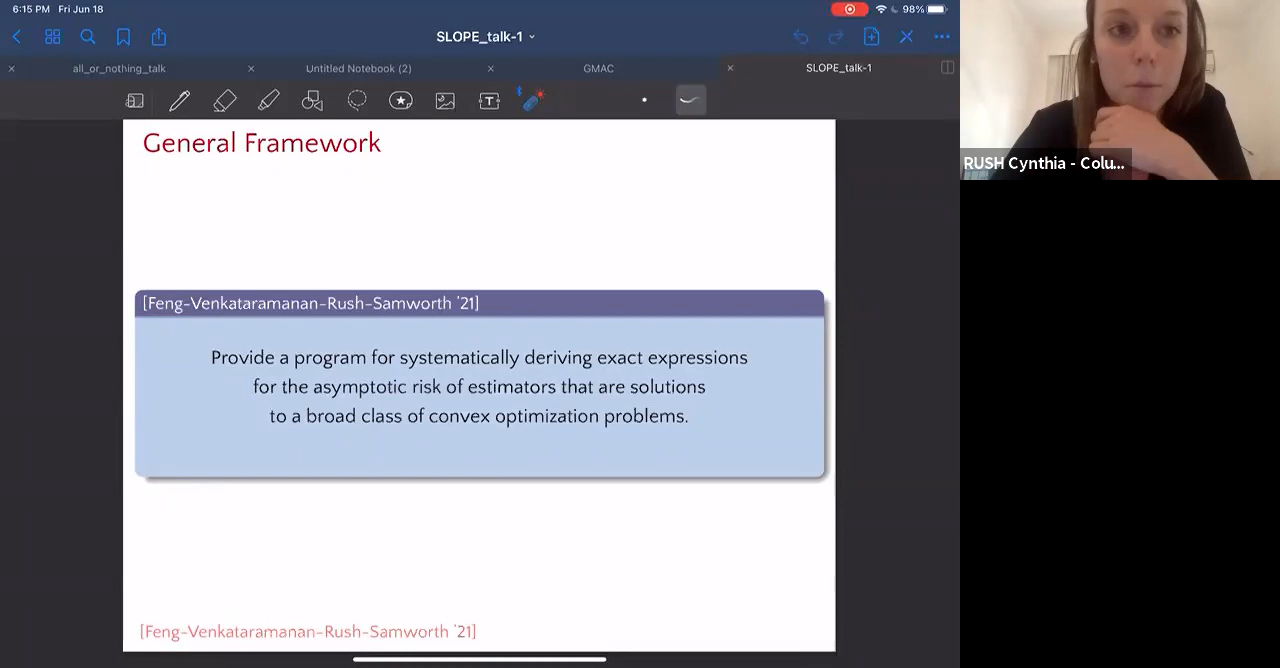 6:15 PM Fri Jun 18
98%
SLOPE_talk-1
all_or_nothing_talk
Untitled Notebook (2)
GMAC
SLOPE_talk-1
General Framework
[Feng-Venkataramanan-Rush-Samworth '21]
Provide a program for systematically deriving exact expressions
for the asymptotic risk of estimators that are solutions
to a broad class of convex optimization problems.
[Feng-Venkataramanan-Rush-Samworth '21]
RUSH Cynthia - Colu...